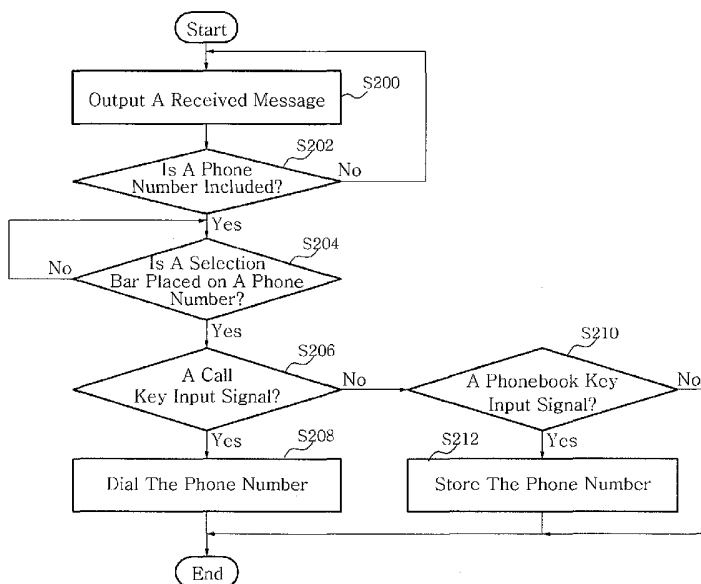 Start
Output A Received Message
S200
Is A Phone
Number Included?
S202
No
Yes
Is A Selection
Bar Placed on A Phone
Number?
S204
No
Yes
A Call
Key Input Signal?
S206
No
A Phonebook Key
Input Signal?
S210
No
Yes
Dial The Phone Number
S208
Yes
Store The Phone Number
S212
End